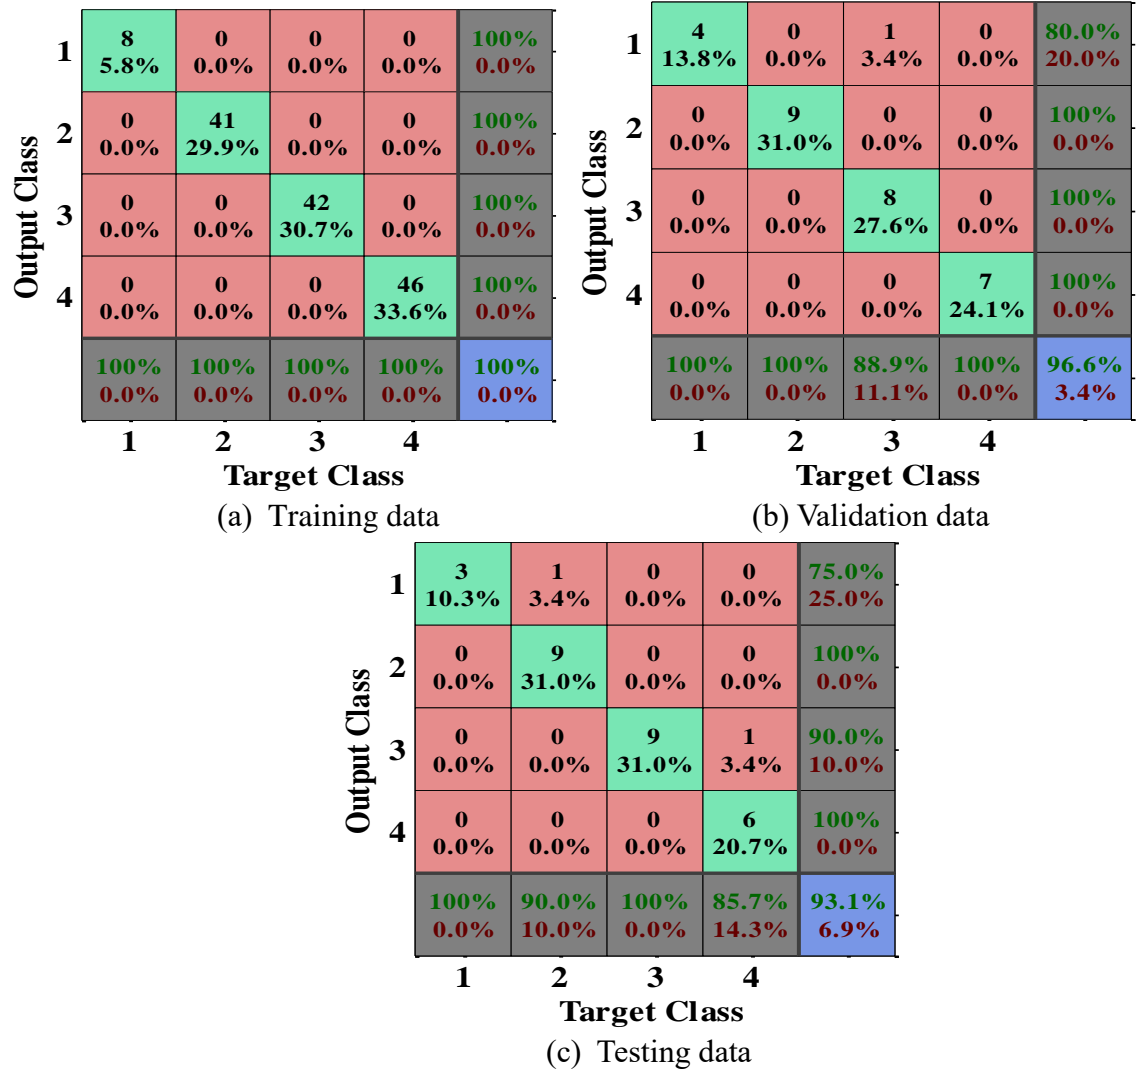 1 8 0 0 0 100%
5.8% 0.0% 0.0% 0.0% 0.0%
2 0 41 0 0 100%
0.0% 29.9% 0.0% 0.0% 0.0%
3 0 0 42 0 100%
0.0% 0.0% 30.7% 0.0% 0.0%
4 0 0 0 46 100%
0.0% 0.0% 0.0% 33.6% 0.0%
100% 100% 100% 100% 100%
0.0% 0.0% 0.0% 0.0% 0.0%
1 2 3 4
Output Class
Target Class
(a) Training data
1 4 0 1 0 80.0%
13.8% 0.0% 3.4% 0.0% 20.0%
2 0 9 0 0 100%
0.0% 31.0% 0.0% 0.0% 0.0%
3 0 0 8 0 100%
0.0% 0.0% 27.6% 0.0% 0.0%
4 0 0 0 7 100%
0.0% 0.0% 0.0% 24.1% 0.0%
100% 100% 88.9% 100% 96.6%
0.0% 0.0% 11.1% 0.0% 3.4%
1 2 3 4
Output Class
Target Class
(b) Validation data
1 3 1 0 0 75.0%
10.3% 3.4% 0.0% 0.0% 25.0%
2 0 9 0 0 100%
0.0% 31.0% 0.0% 0.0% 0.0%
3 0 0 9 1 90.0%
0.0% 0.0% 31.0% 3.4% 10.0%
4 0 0 0 6 100%
0.0% 0.0% 0.0% 20.7% 0.0%
100% 90.0% 100% 85.7% 93.1%
0.0% 10.0% 0.0% 14.3% 6.9%
1 2 3 4
Output Class
Target Class
(c) Testing data